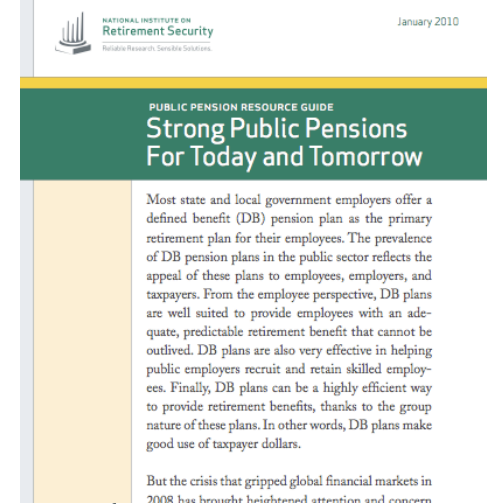 NATIONAL INSTITUTE ON
Retirement Security
Reliable Research. Sensible Solutions.
January 2010
PUBLIC PENSION RESOURCE GUIDE
Strong Public Pensions
For Today and Tomorrow
Most state and local government employers offer a
defined benefit (DB) pension plan as the primary
retirement plan for their employees. The prevalence
of DB pension plans in the public sector reflects the
appeal of these plans to employees, employers, and
taxpayers. From the employee perspective, DB plans
are well suited to provide employees with an ade-
quate, predictable retirement benefit that cannot be
outlived. DB plans are also very effective in helping
public employers recruit and retain skilled employ-
ees. Finally, DB plans can be a highly efficient way
to provide retirement benefits, thanks to the group
nature of these plans. In other words, DB plans make
good use of taxpayer dollars.
But the crisis that gripped global financial markets in
2008 has brought heightened attention and concern